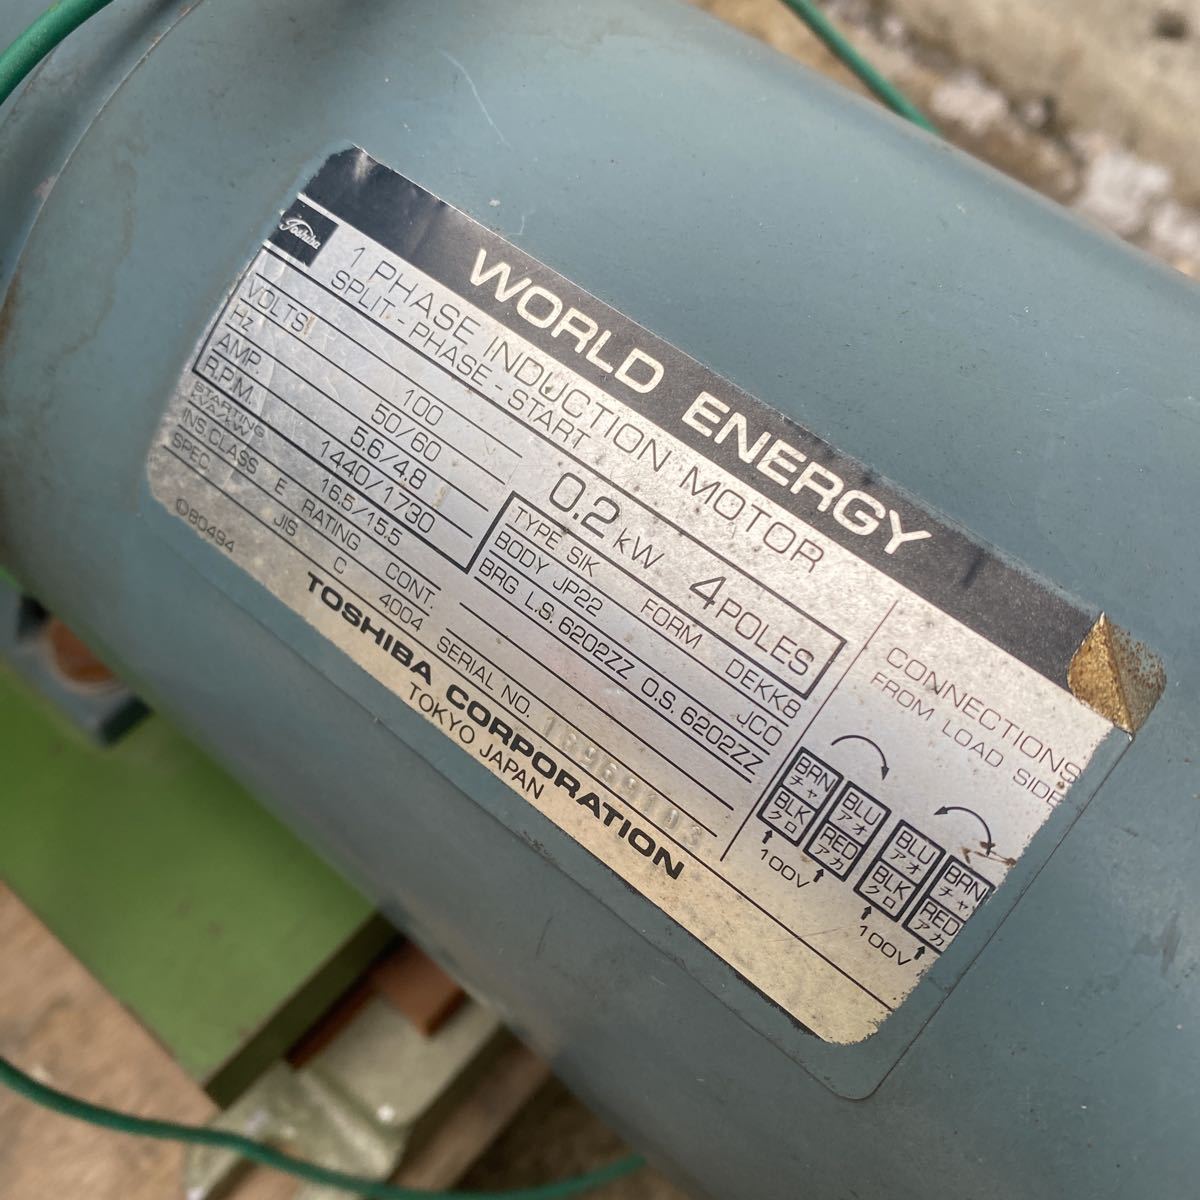 WORLD ENERGY
Toshiba
1 PHASE INDUCTION MOTOR
SPLIT-PHASE-START
VOLTS 100
Hz 50/60
AMP. 5.6/4.8
R.P.M. 1440/1730
STARTING KVA/kW 16.5/15.5
INS.CLASS E RATING CONT.
SPEC. JIS C 4004
©80494
0.2 kW 4 POLES
TYPE SIK FORM DEKK8
BODY JP22 JCO
BRG L.S. 6202ZZ O.S. 6202ZZ
SERIAL NO.
TOSHIBA CORPORATION
TOKYO JAPAN
CONNECTIONS
FROM LOAD SIDE
BRN チャ BLU アオ
BLK クロ RED アカ
100V
BLU アオ BRN チャ
BLK クロ RED アカ
100V